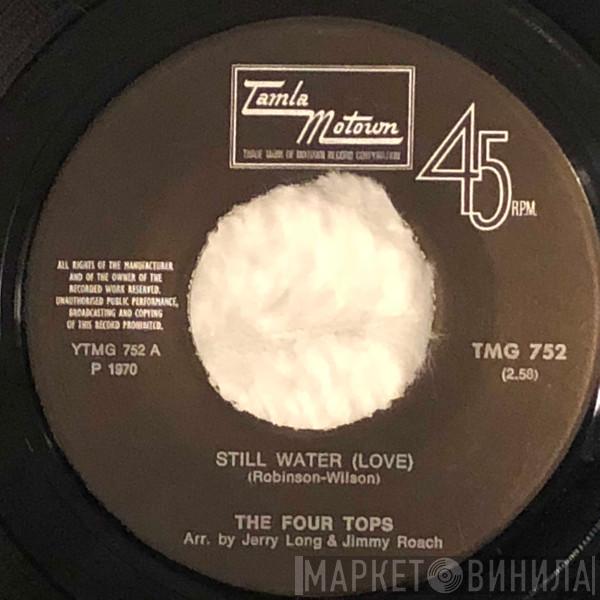 Tamla
Motown
TRADE MARK OF MOTOWN RECORD CORPORATION
45
R.P.M.
ALL RIGHTS OF THE MANUFACTURER
AND OF THE OWNER OF THE
RECORDED WORK RESERVED.
UNAUTHORISED PUBLIC PERFORMANCE,
BROADCASTING AND COPYING
OF THIS RECORD PROHIBITED.
YTMG 752 A
P 1970
TMG 752
(2.58)
STILL WATER (LOVE)
(Robinson-Wilson)
THE FOUR TOPS
Arr. by Jerry Long & Jimmy Roach
МАРКЕТ ВИНИЛА